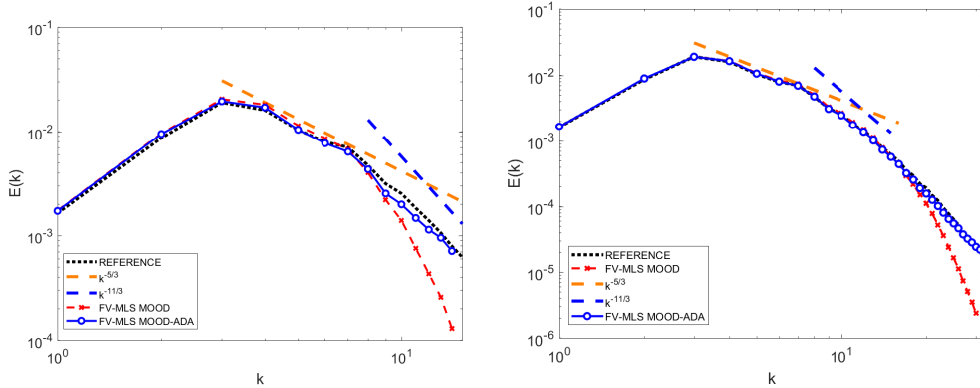 10^-1
10^-2
10^-3
10^-4
E(k)
REFERENCE
k^-5/3
k^-11/3
FV-MLS MOOD
FV-MLS MOOD-ADA
10^0
10^1
k
10^-1
10^-2
10^-3
10^-4
10^-5
10^-6
E(k)
REFERENCE
FV-MLS MOOD
k^-5/3
k^-11/3
FV-MLS MOOD-ADA
10^0
10^1
k